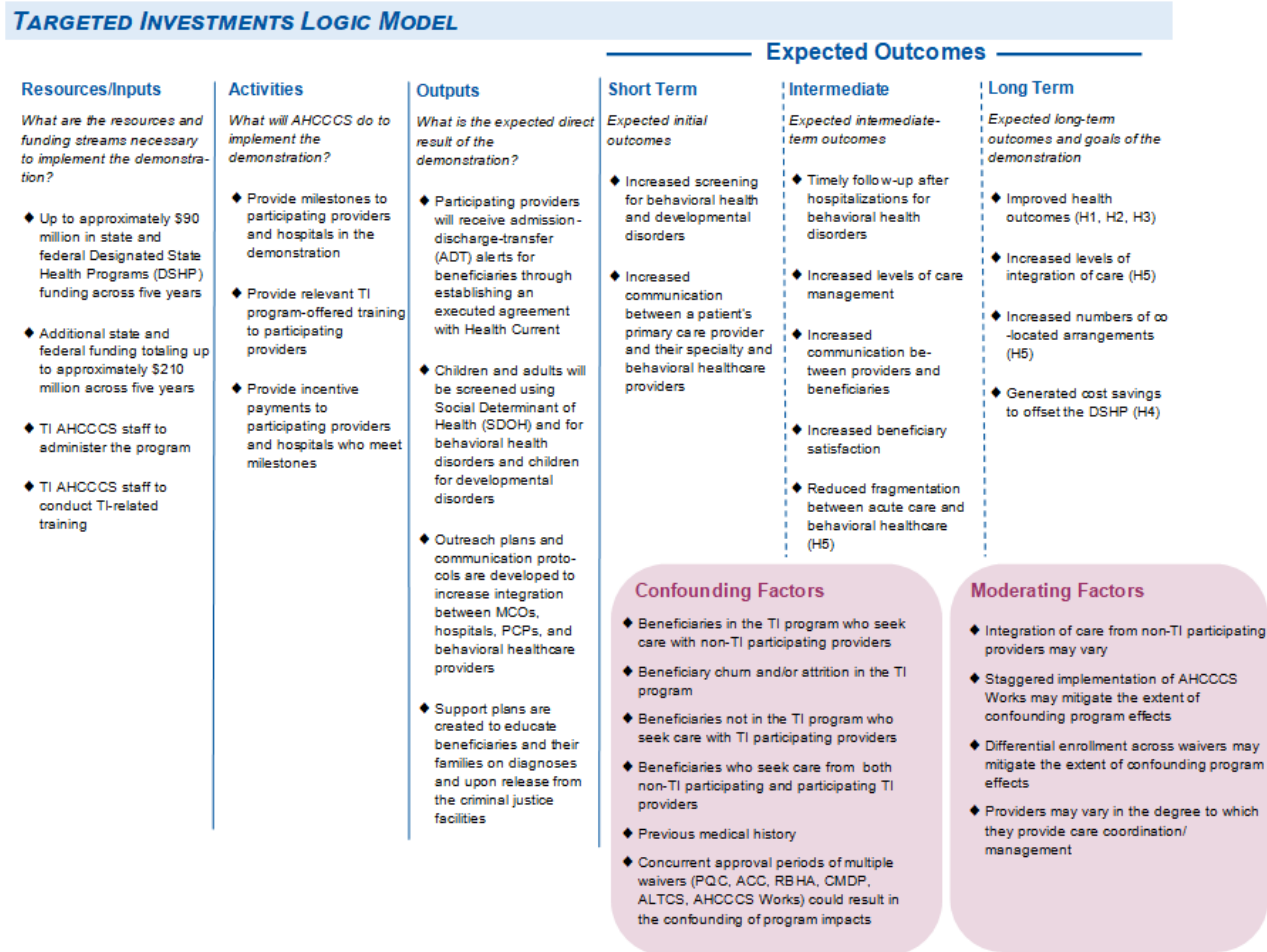 TARGETED INVESTMENTS LOGIC MODEL
Expected Outcomes
Resources/Inputs
What are the resources and
funding streams necessary
to implement the demonstra-
tion?
◆ Up to approximately $90
million in state and
federal Designated State
Health Programs (DSHP)
funding across five years
◆ Additional state and
federal funding totaling up
to approximately $210
million across five years
◆ TI AHCCCS staff to
administer the program
◆ TI AHCCCS staff to
conduct TI-related
training
Activities
What will AHCCCS do to
implement the
demonstration?
◆ Provide milestones to
participating providers
and hospitals in the
demonstration
◆ Provide relevant TI
program-offered training
to participating
providers
◆ Provide incentive
payments to
participating providers
and hospitals who meet
milestones
Outputs
What is the expected direct
result of the
demonstration?
◆ Participating providers
will receive admission-
discharge-transfer
(ADT) alerts for
beneficiaries through
establishing an
executed agreement
with Health Current
◆ Children and adults will
be screened using
Social Determinant of
Health (SDOH) and for
behavioral health
disorders and children
for developmental
disorders
◆ Outreach plans and
communication proto-
cols are developed to
increase integration
between MCOs,
hospitals, PCPs, and
behavioral healthcare
providers
◆ Support plans are
created to educate
beneficiaries and their
families on diagnoses
and upon release from
the criminal justice
facilities
Short Term
Expected initial
outcomes
◆ Increased screening
for behavioral health
and developmental
disorders
◆ Increased
communication
between a patient's
primary care provider
and their specialty and
behavioral healthcare
providers
Intermediate
Expected intermediate-
term outcomes
◆ Timely follow-up after
hospitalizations for
behavioral health
disorders
◆ Increased levels of care
management
◆ Increased
communication be-
tween providers and
beneficiaries
◆ Increased beneficiary
satisfaction
◆ Reduced fragmentation
between acute care and
behavioral healthcare
(H5)
Long Term
Expected long-term
outcomes and goals of the
demonstration
◆ Improved health
outcomes (H1, H2, H3)
◆ Increased levels of
integration of care (H5)
◆ Increased numbers of co
-located arrangements
(H5)
◆ Generated cost savings
to offset the DSHP (H4)
Confounding Factors
◆ Beneficiaries in the TI program who seek
care with non-TI participating providers
◆ Beneficiary churn and/or attrition in the TI
program
◆ Beneficiaries not in the TI program who
seek care with TI participating providers
◆ Beneficiaries who seek care from both
non-TI participating and participating TI
providers
◆ Previous medical history
◆ Concurrent approval periods of multiple
waivers (PQC, ACC, RBHA, CMDP,
ALTCS, AHCCCS Works) could result in
the confounding of program impacts
Moderating Factors
◆ Integration of care from non-TI participating
providers may vary
◆ Staggered implementation of AHCCCS
Works may mitigate the extent of
confounding program effects
◆ Differential enrollment across waivers may
mitigate the extent of confounding program
effects
◆ Providers may vary in the degree to which
they provide care coordination/
management